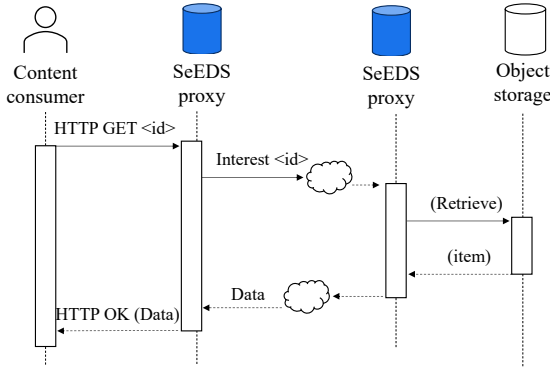 Content
consumer
SeEDS
proxy
SeEDS
proxy
Object
storage
HTTP GET <id>
Interest <id>
(Retrieve)
(item)
Data
HTTP OK (Data)